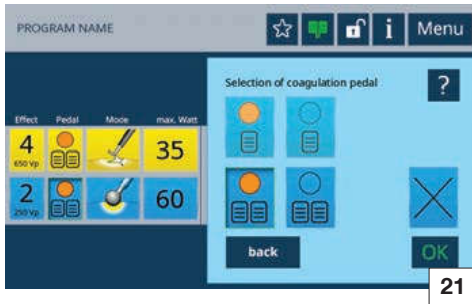 PROGRAM NAME
i
Menu
Selection of coagulation pedal
?
Effect Pedal Mode max. Watt
4
650 Vp
35
2
250 Vp
60
back
OK
21